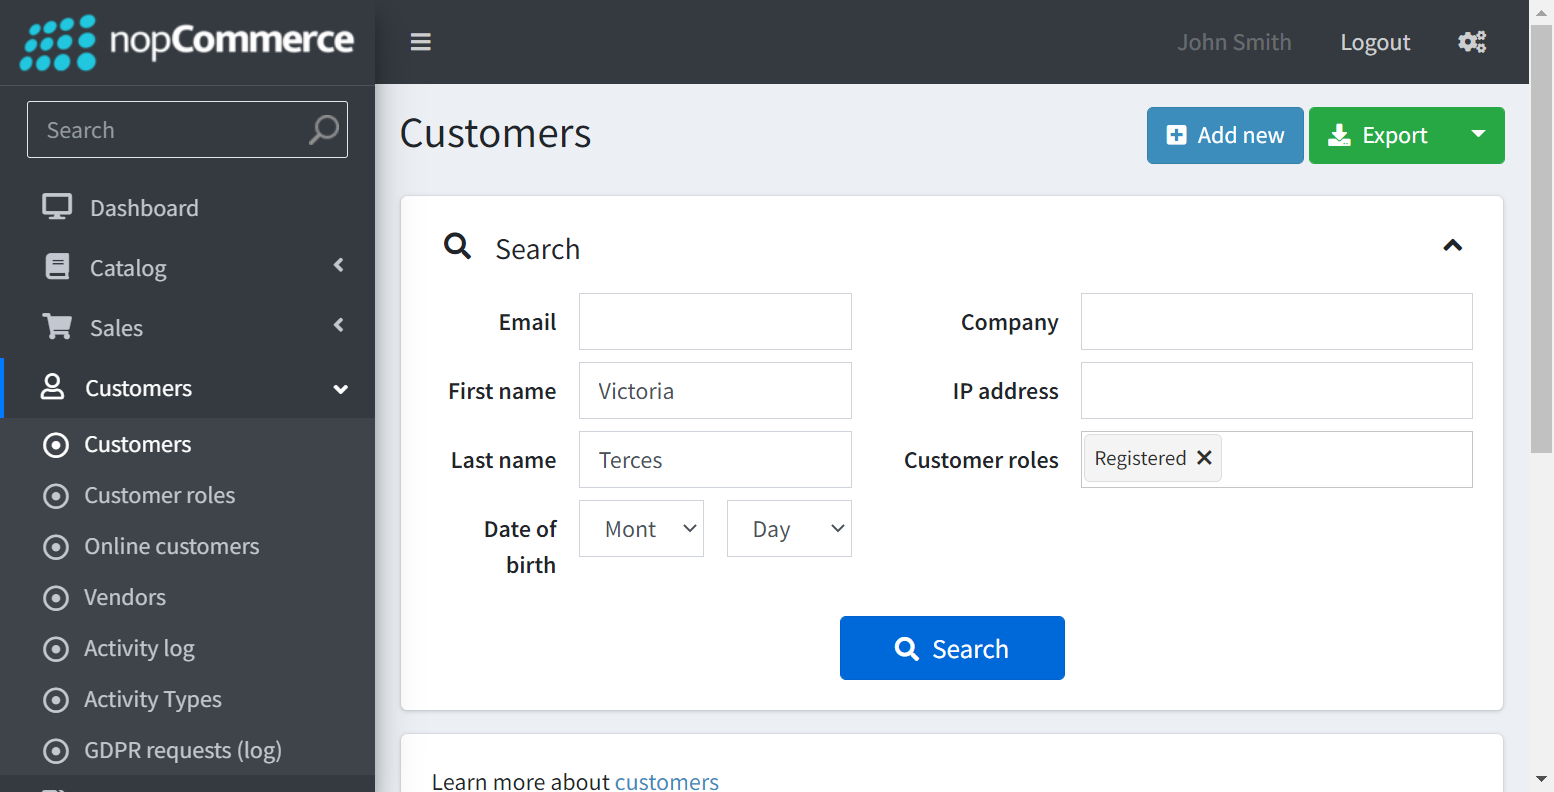 nopCommerce
John Smith
Logout
Search
Dashboard
Catalog
Sales
Customers
Customers
Customer roles
Online customers
Vendors
Activity log
Activity Types
GDPR requests (log)
Customers
Add new
Export
Search
Email
Company
First name
Victoria
IP address
Last name
Terces
Customer roles
Registered
Date of
birth
Mont
Day
Search
Learn more about customers